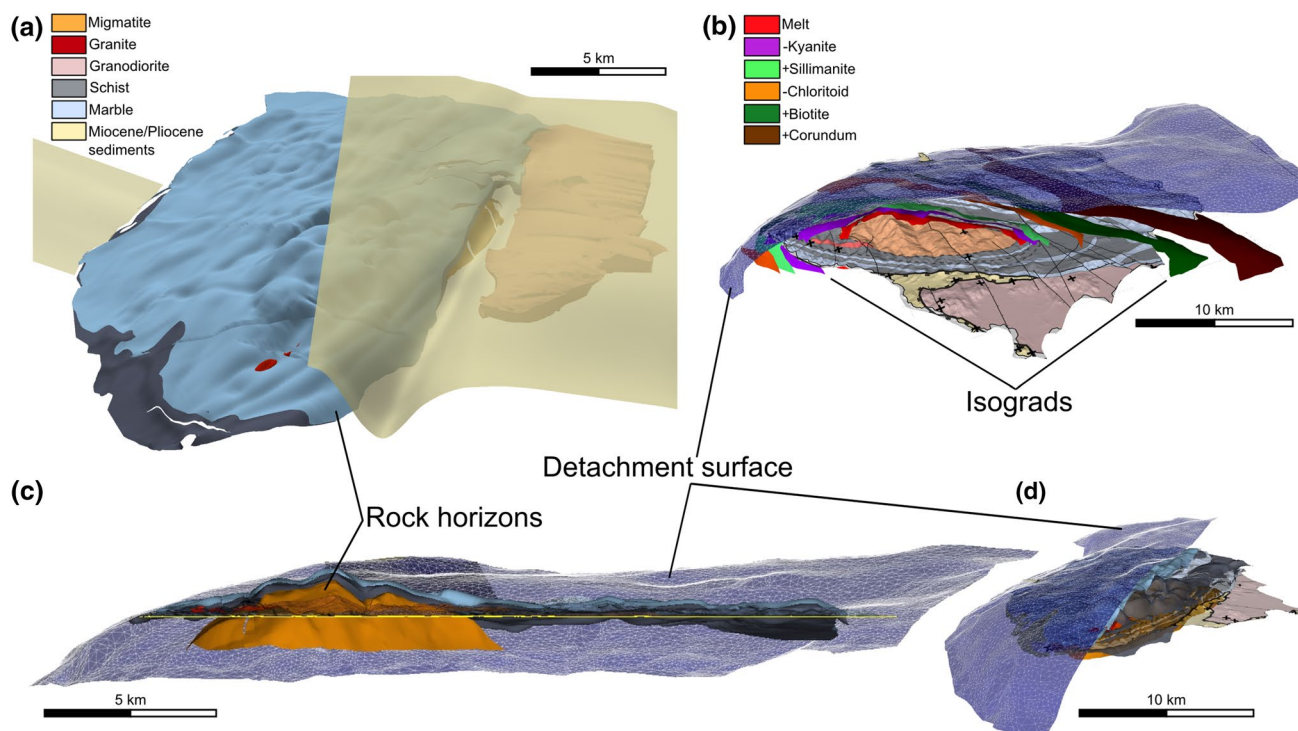 (a)
Migmatite
Granite
Granodiorite
Schist
Marble
Miocene/Pliocene
sediments
5 km
(b)
Melt
-Kyanite
+Sillimanite
-Chloritoid
+Biotite
+Corundum
10 km
Isograds
Detachment surface
Rock horizons
(c)
5 km
(d)
10 km